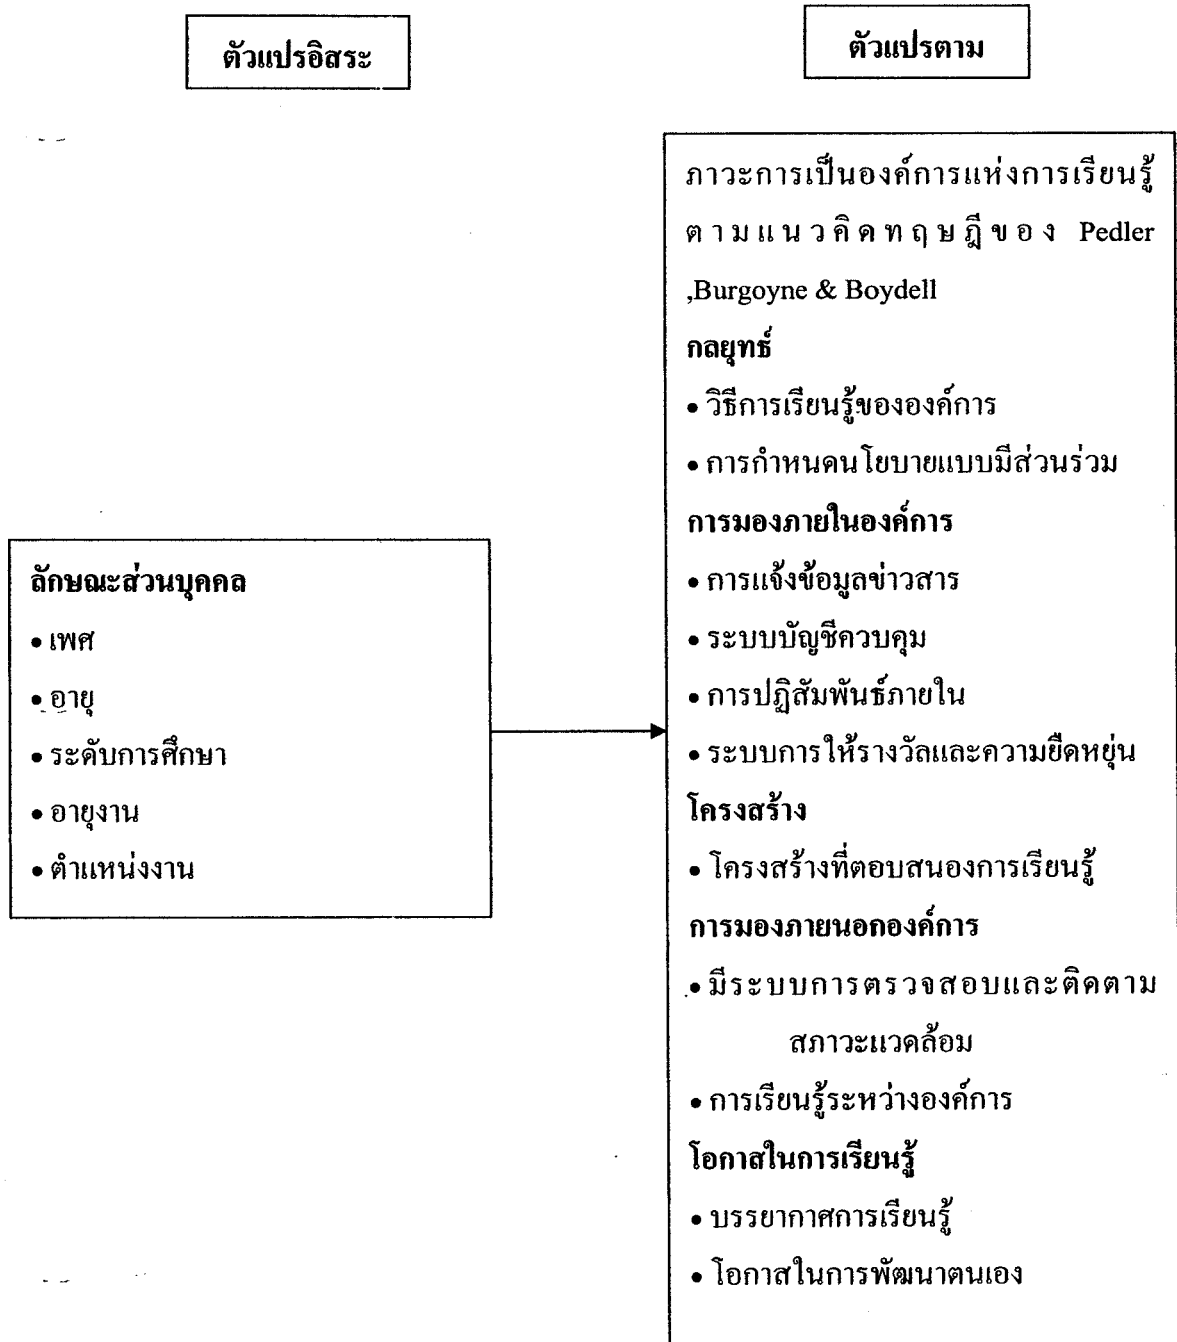 ตัวแปรอิสระ
ตัวแปรตาม
ลักษณะส่วนบุคคล
• เพศ
• อายุ
• ระดับการศึกษา
• อายุงาน
• ตำแหน่งงาน
ภาวะการเป็นองค์การแห่งการเรียนรู้
ตามแนวคิดทฤษฎีของ Pedler
,Burgoyne & Boydell
กลยุทธ์
• วิธีการเรียนรู้ขององค์การ
• การกำหนดนโยบายแบบมีส่วนร่วม
การมองภายในองค์การ
• การแจ้งข้อมูลข่าวสาร
• ระบบบัญชีควบคุม
• การปฏิสัมพันธ์ภายใน
• ระบบการให้รางวัลและความยืดหยุ่น
โครงสร้าง
• โครงสร้างที่ตอบสนองการเรียนรู้
การมองภายนอกองค์การ
• มีระบบการตรวจสอบและติดตาม
สภาวะแวดล้อม
• การเรียนรู้ระหว่างองค์การ
โอกาสในการเรียนรู้
• บรรยากาศการเรียนรู้
• โอกาสในการพัฒนาตนเอง